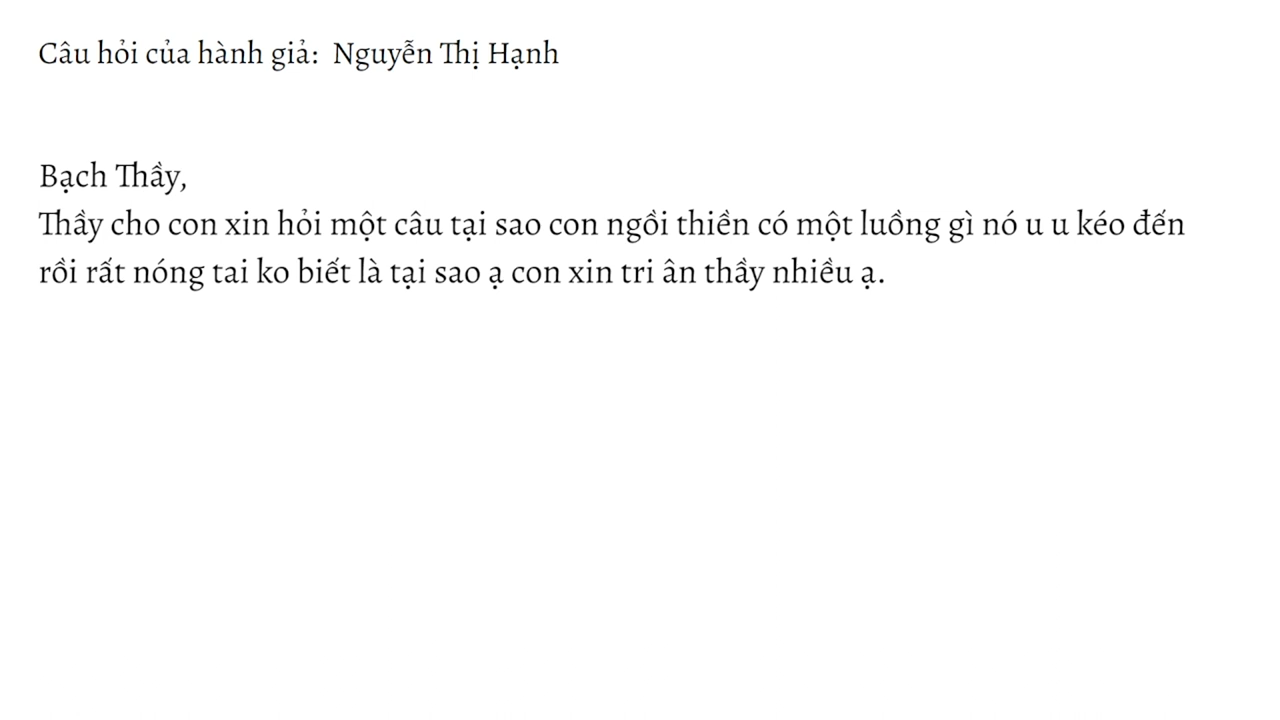 Câu hỏi của hành giả: Nguyễn Thị Hạnh
Bạch Thầy,
Thầy cho con xin hỏi một câu tại sao con ngồi thiền có một luồng gì nó u u kéo đến
rồi rất nóng tai ko biết là tại sao ạ con xin tri ân thầy nhiều ạ.